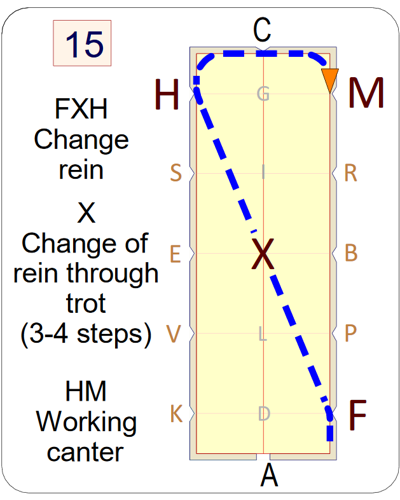 15
FXH
Change
rein
X
Change of
rein through
trot
(3-4 steps)
HM
Working
canter
C
H
G
M
S
I
R
E
X
B
V
L
P
K
D
F
A